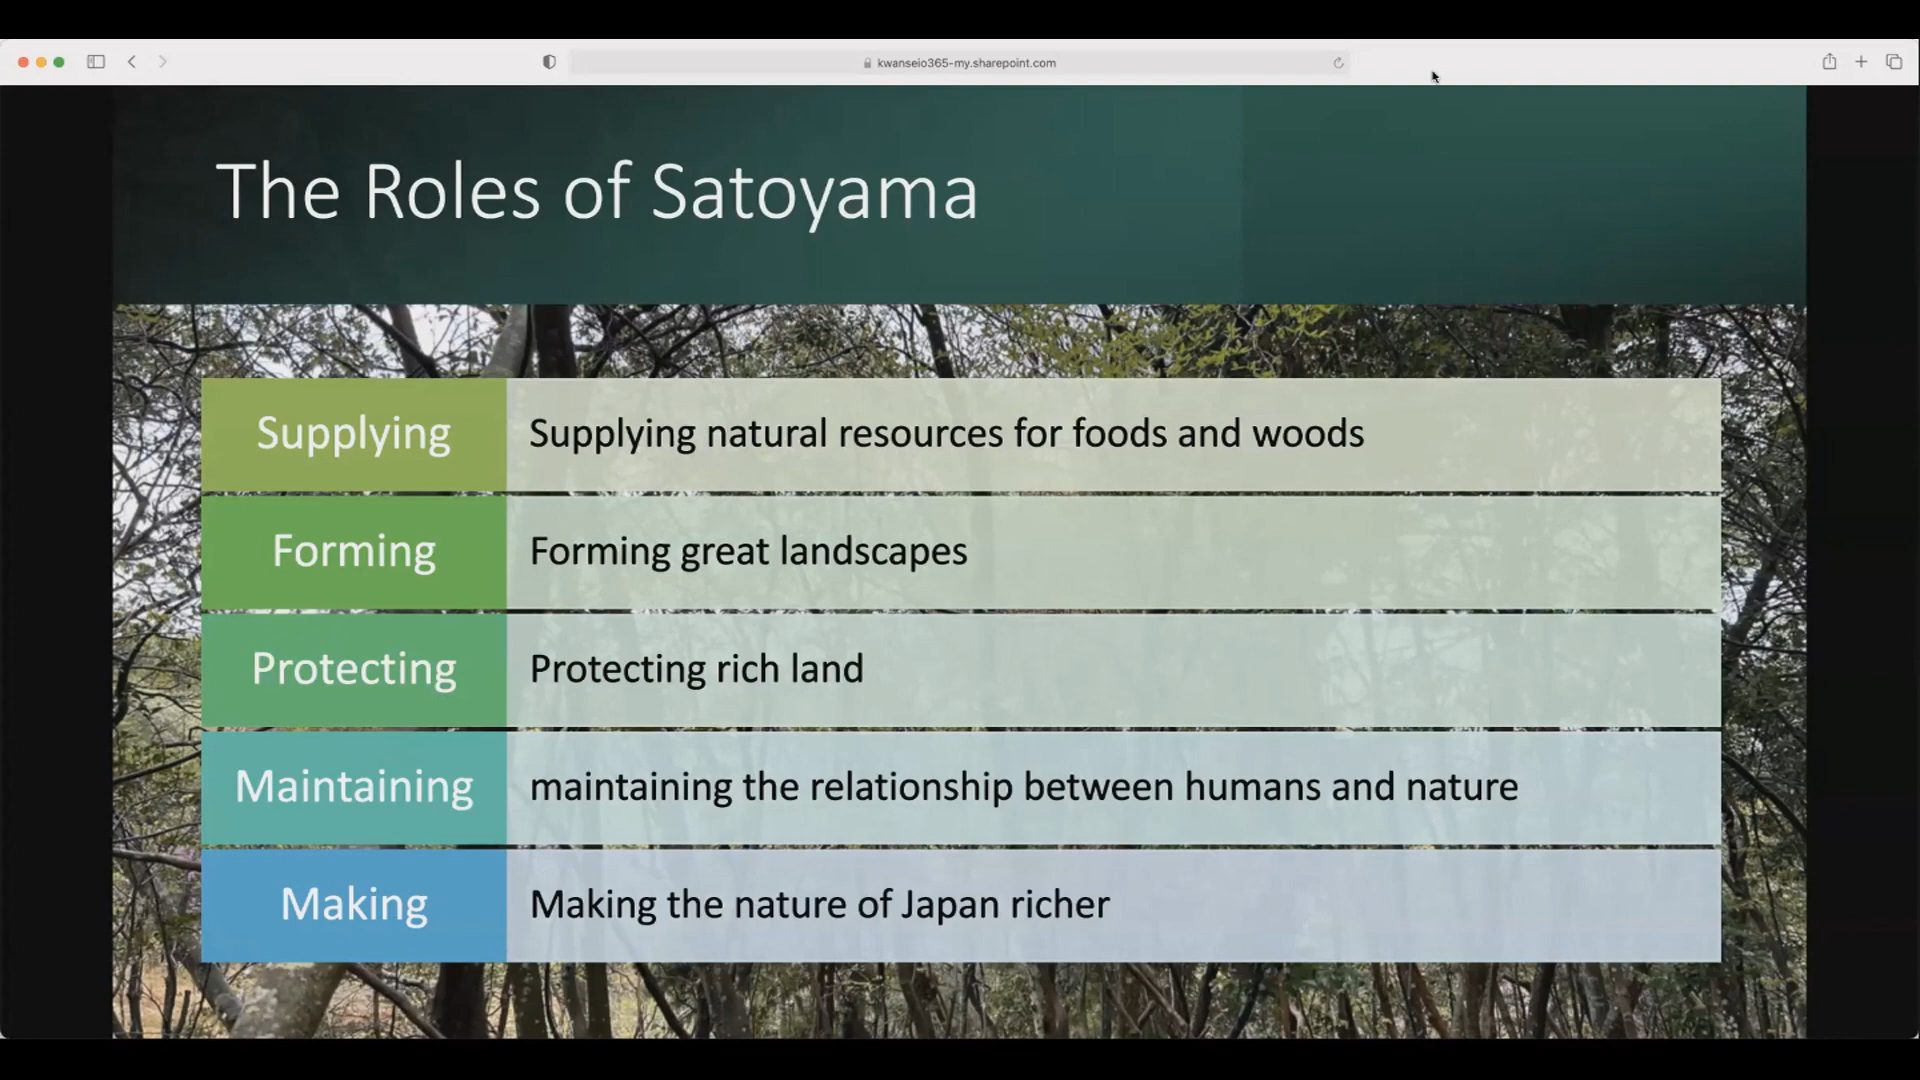 kwanseio365-my.sharepoint.com
The Roles of Satoyama
Supplying
Supplying natural resources for foods and woods
Forming
Forming great landscapes
Protecting
Protecting rich land
Maintaining
maintaining the relationship between humans and nature
Making
Making the nature of Japan richer